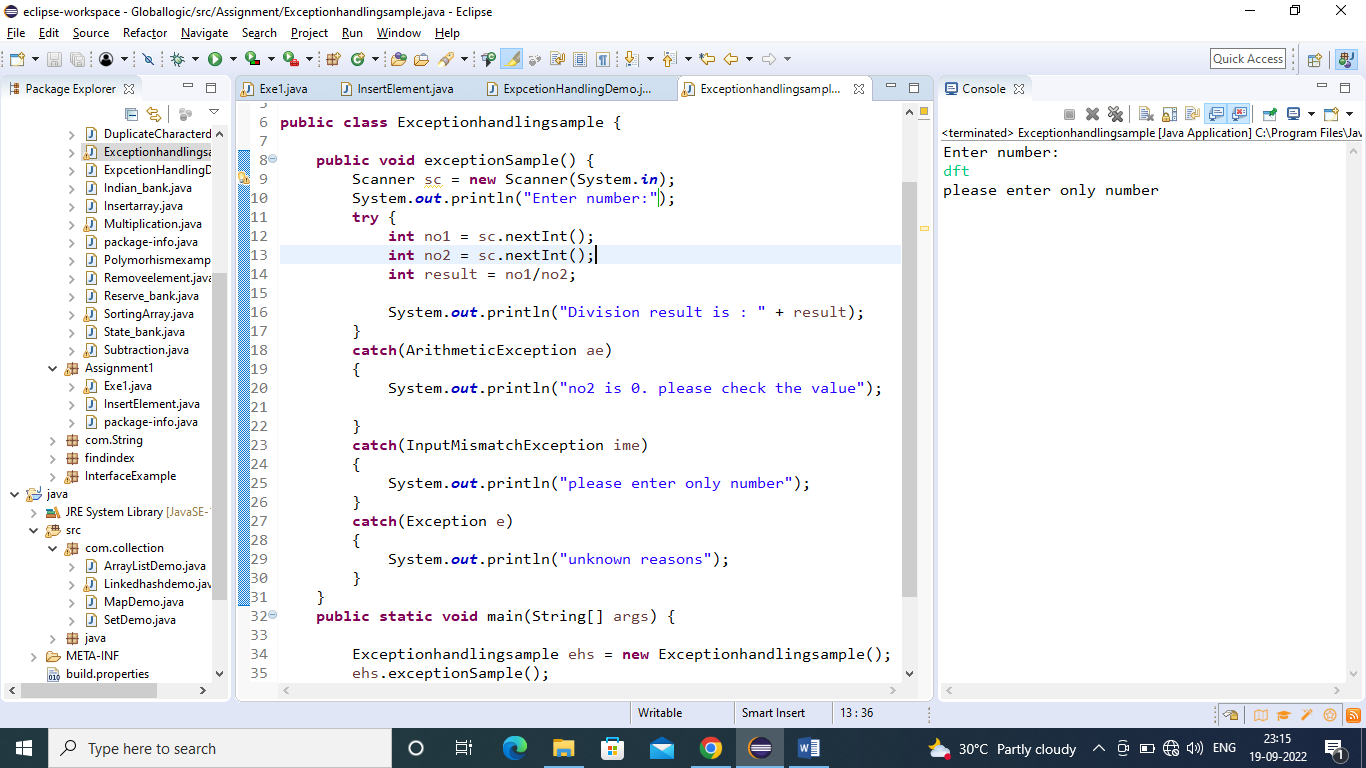 eclipse-workspace - Globallogic/src/Assignment/Exceptionhandlingsample.java - Eclipse
File Edit Source Refactor Navigate Search Project Run Window Help
Quick Access
Package Explorer
DuplicateCharacterd
Exceptionhandlingsa
ExpcetionHandlingD
Indian_bank.java
Insertarray.java
Multiplication.java
package-info.java
Polymorhismexamp
Removeelement.java
Reserve_bank.java
SortingArray.java
State_bank.java
Subtraction.java
Assignment1
Exe1.java
InsertElement.java
package-info.java
com.String
findindex
InterfaceExample
java
JRE System Library [JavaSE-
src
com.collection
ArrayListDemo.java
Linkedhashdemo.jav
MapDemo.java
SetDemo.java
java
META-INF
build.properties
Exe1.java InsertElement.java ExpcetionHandlingDemo.j... Exceptionhandlingsampl...
5
6 public class Exceptionhandlingsample {
7
8 public void exceptionSample() {
9 Scanner sc = new Scanner(System.in);
10 System.out.println("Enter number:");
11 try {
12 int no1 = sc.nextInt();
13 int no2 = sc.nextInt();
14 int result = no1/no2;
15
16 System.out.println("Division result is : " + result);
17 }
18 catch(ArithmeticException ae)
19 {
20 System.out.println("no2 is 0. please check the value");
21
22 }
23 catch(InputMismatchException ime)
24 {
25 System.out.println("please enter only number");
26 }
27 catch(Exception e)
28 {
29 System.out.println("unknown reasons");
30 }
31 }
32 public static void main(String[] args) {
33
34 Exceptionhandlingsample ehs = new Exceptionhandlingsample();
35 ehs.exceptionSample();
Console
<terminated> Exceptionhandlingsample [Java Application] C:\Program Files\Jav
Enter number:
dft
please enter only number
Writable Smart Insert 13 : 36
Type here to search
30°C Partly cloudy ENG 23:15
19-09-2022
1